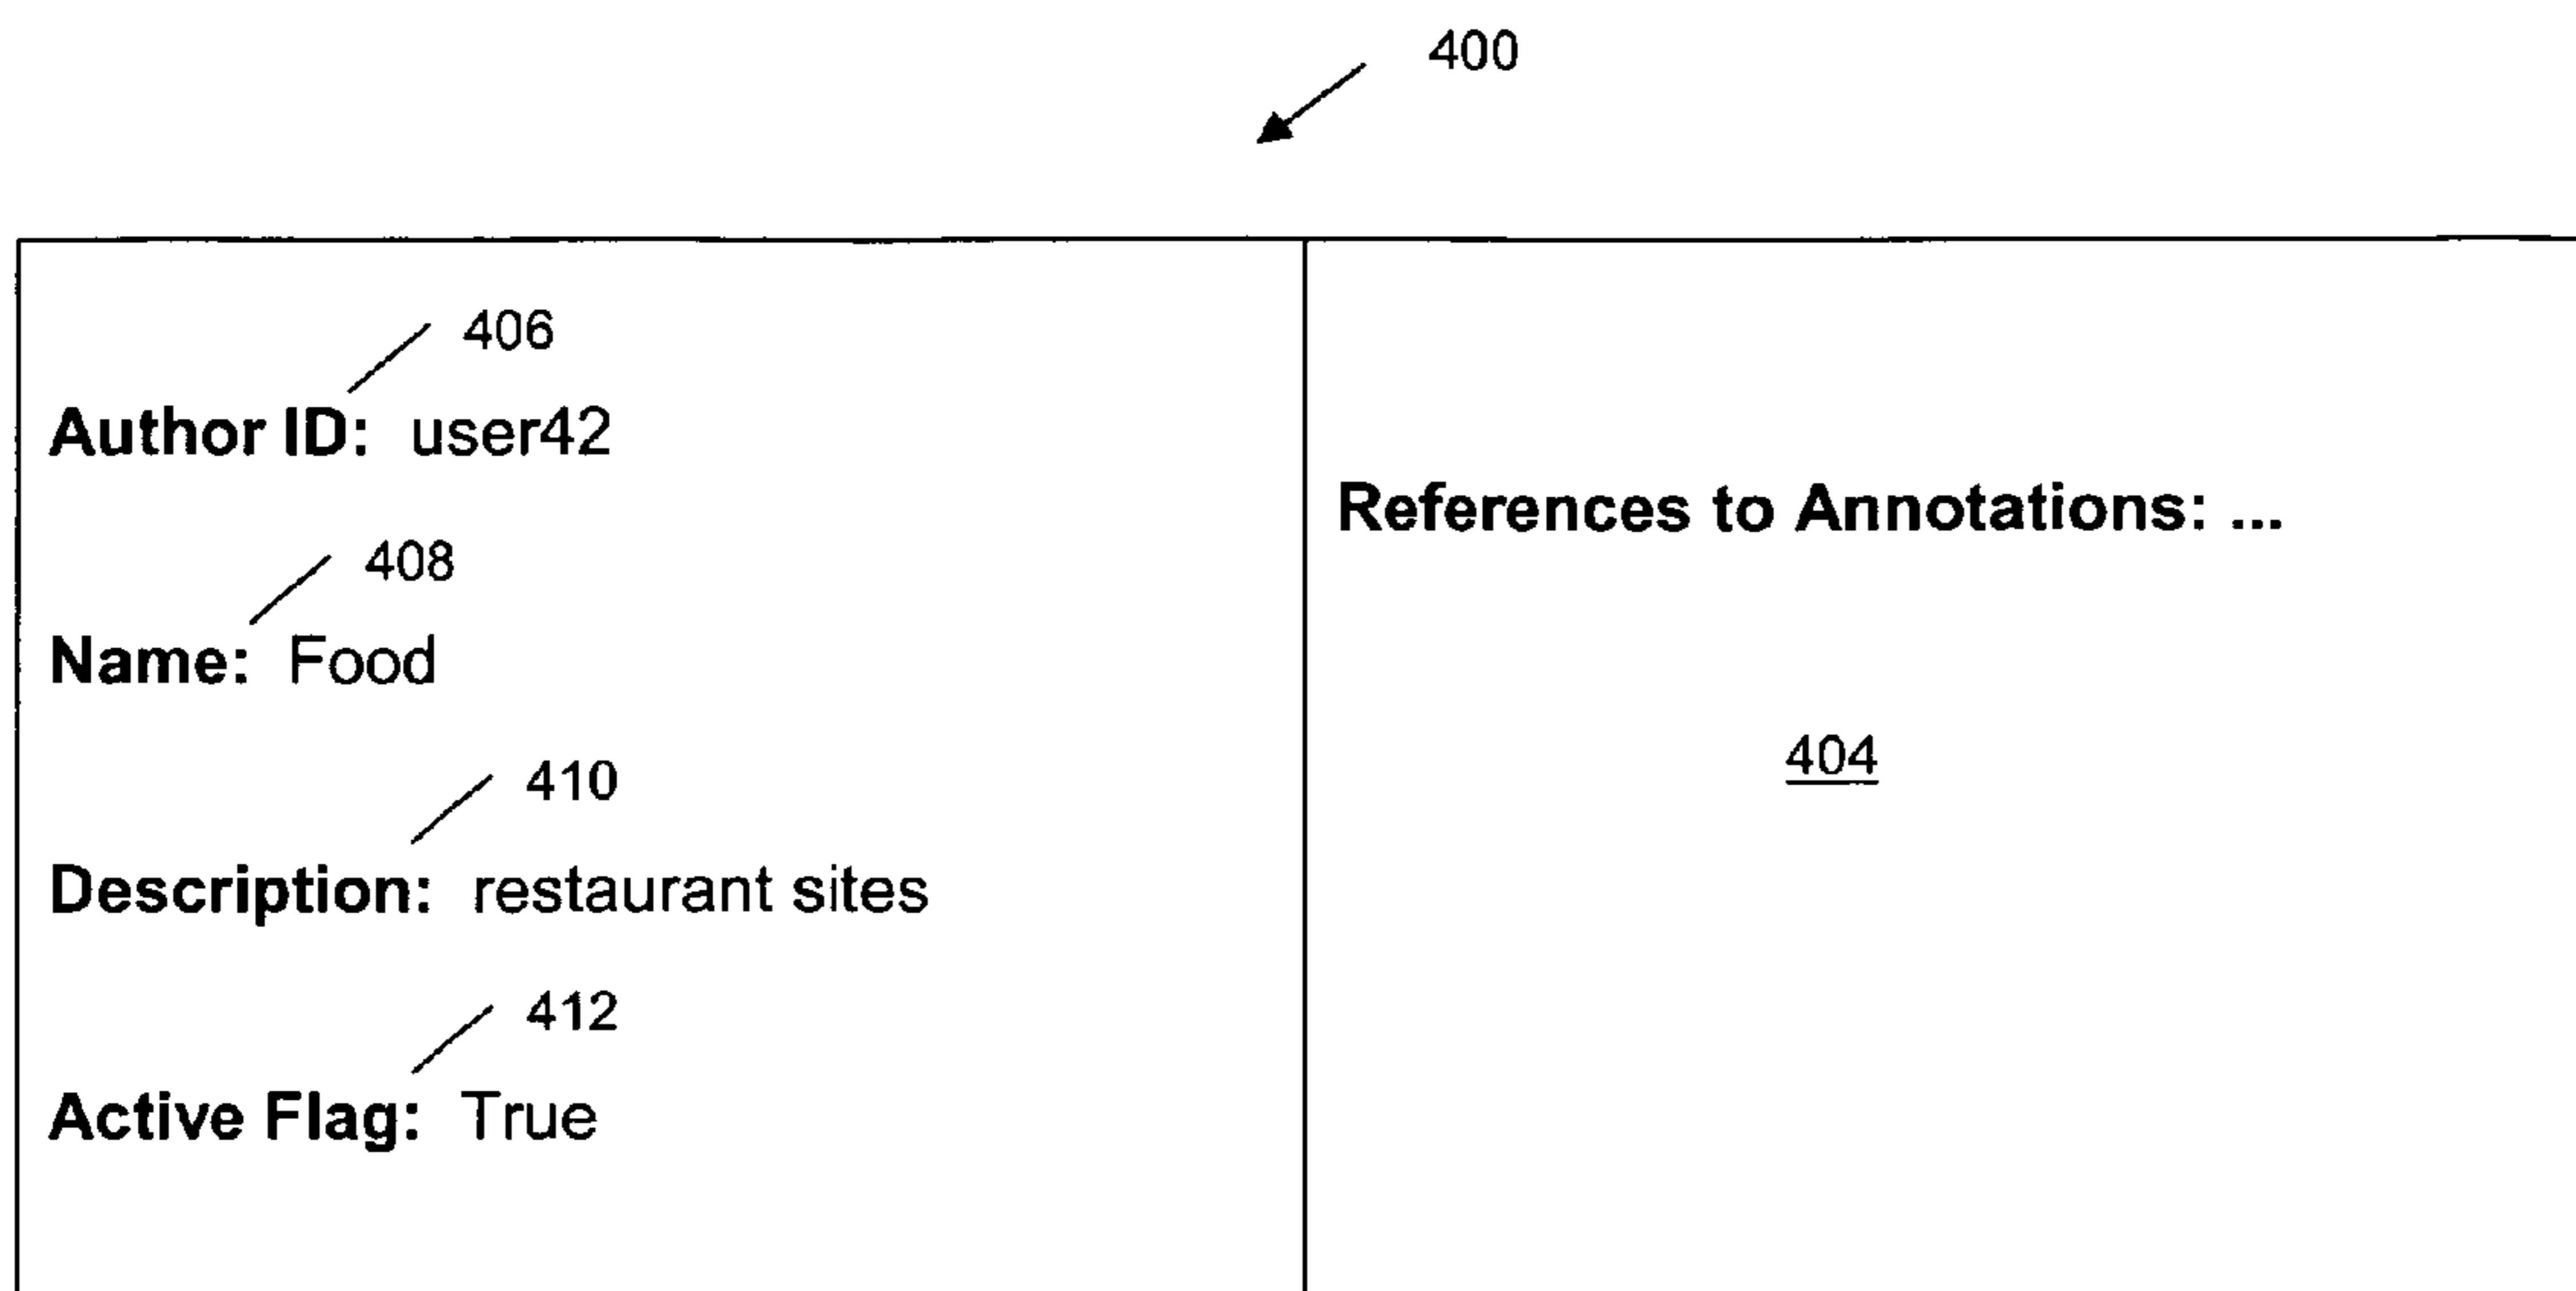 400
406
Author ID: user42
408
Name: Food
410
Description: restaurant sites
412
Active Flag: True
References to Annotations: ...
404